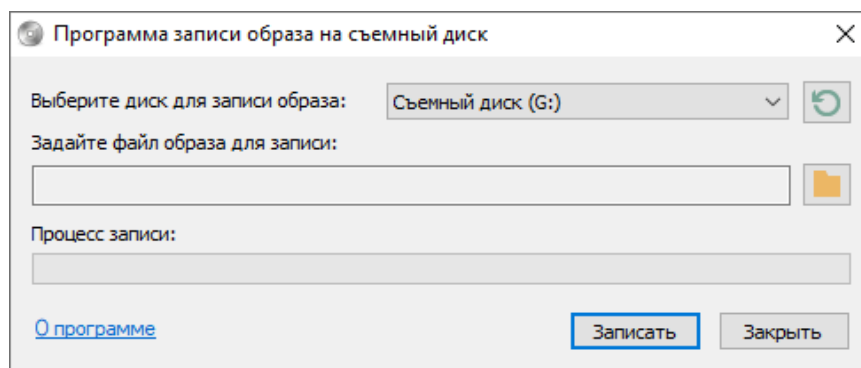 Программа записи образа на съемный диск
Выберите диск для записи образа: Съемный диск (G:)
Задайте файл образа для записи:
Процесс записи:
О программе Записать Закрыть